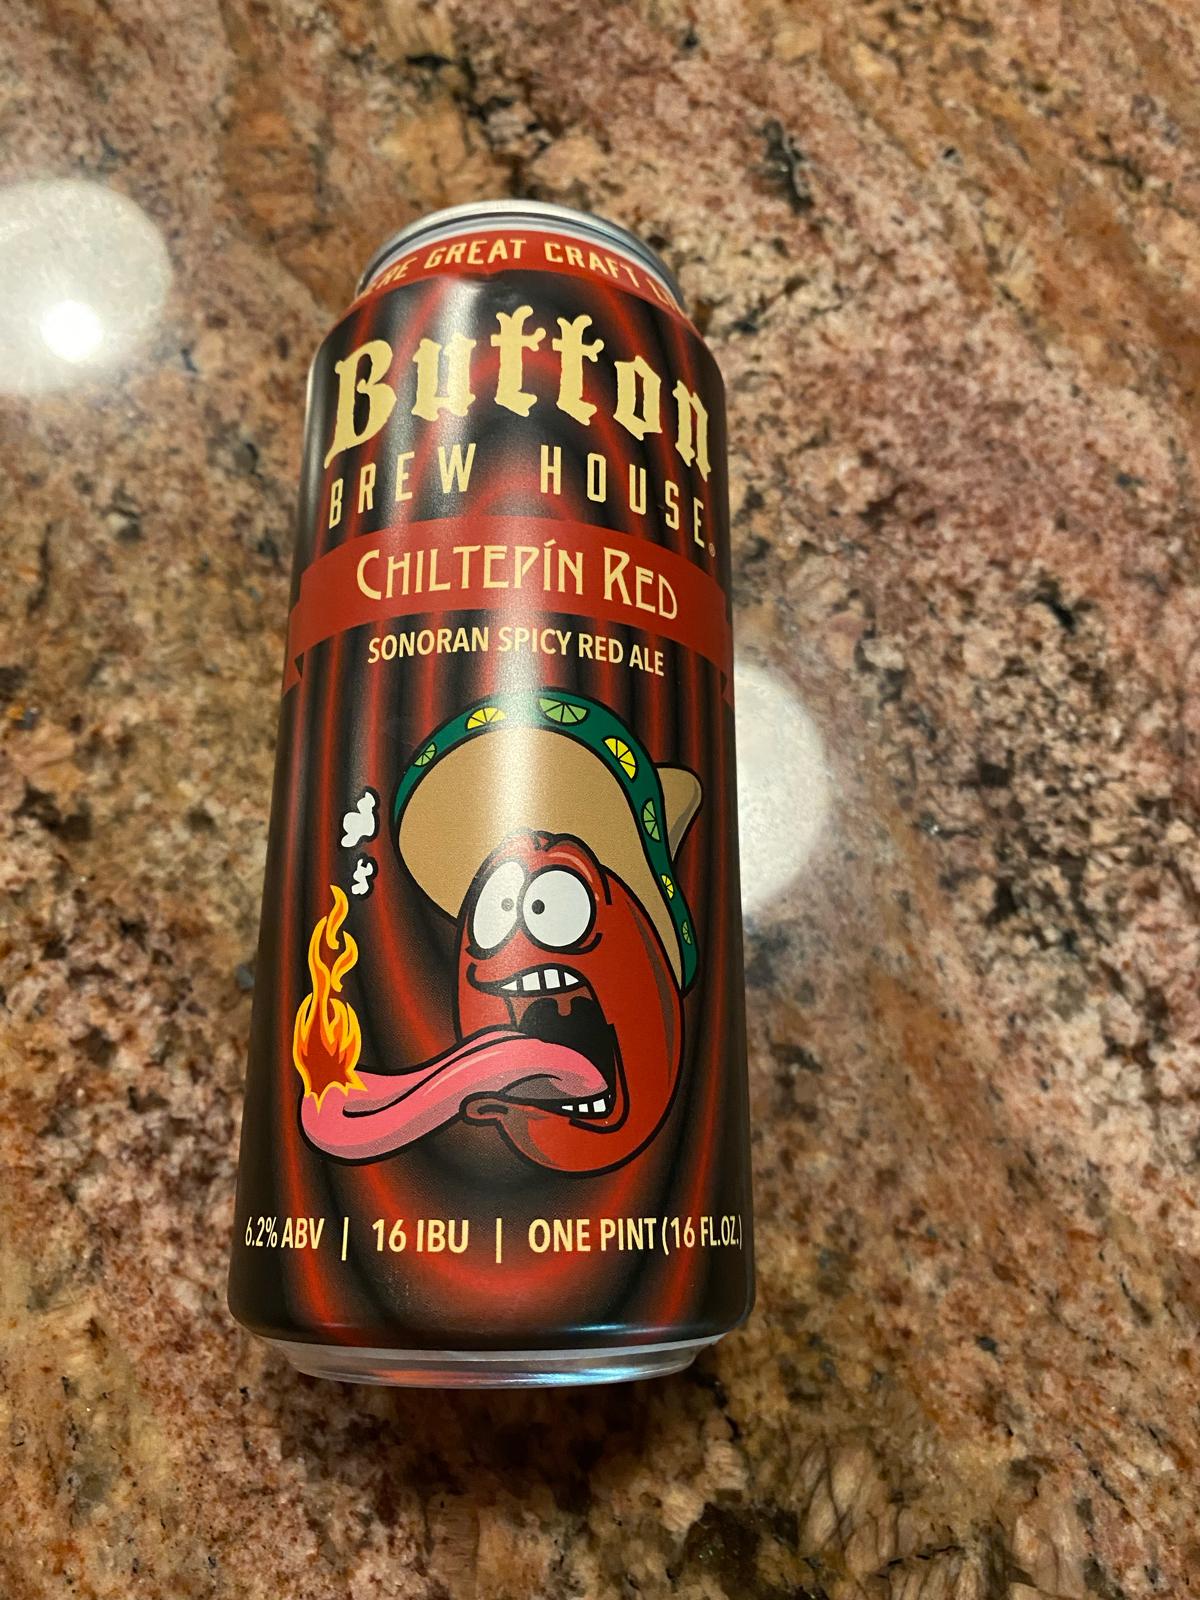 GREAT CRAFT
Button
BREW HOUSE®
CHILTEPÍN RED
SONORAN SPICY RED ALE
6.2% ABV | 16 IBU | ONE PINT (16 FL.OZ.)